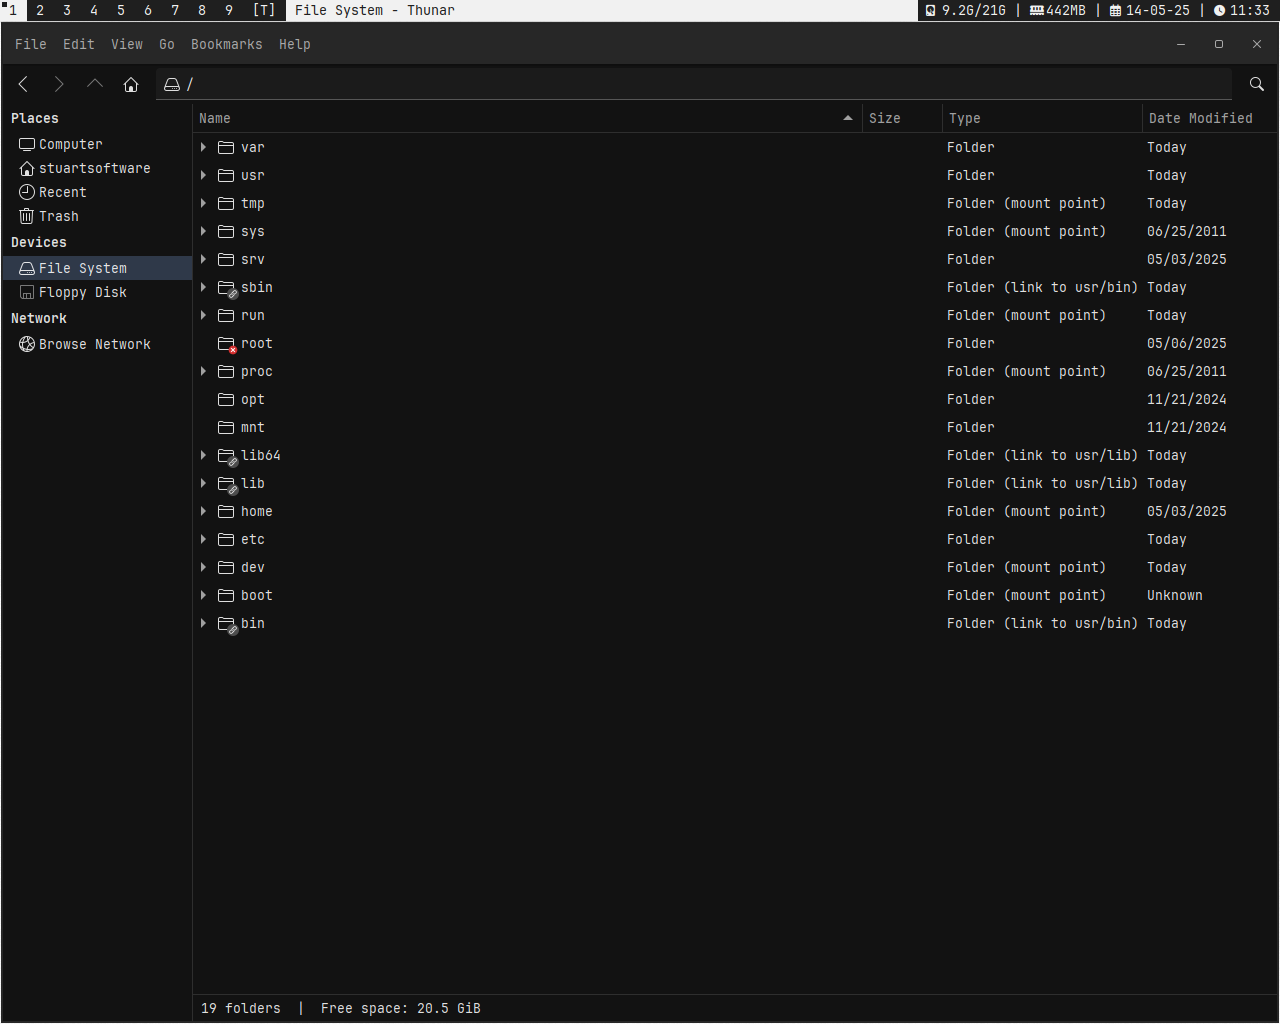 1 2 3 4 5 6 7 8 9 [T] File System - Thunar 9.2G/21G | 442MB | 14-05-25 | 11:33
File Edit View Go Bookmarks Help
/
Places
Computer
stuartsoftware
Recent
Trash
Devices
File System
Floppy Disk
Network
Browse Network
Name Size Type Date Modified
var Folder Today
usr Folder Today
tmp Folder (mount point) Today
sys Folder (mount point) 06/25/2011
srv Folder 05/03/2025
sbin Folder (link to usr/bin) Today
run Folder (mount point) Today
root Folder 05/06/2025
proc Folder (mount point) 06/25/2011
opt Folder 11/21/2024
mnt Folder 11/21/2024
lib64 Folder (link to usr/lib) Today
lib Folder (link to usr/lib) Today
home Folder (mount point) 05/03/2025
etc Folder Today
dev Folder (mount point) Today
boot Folder (mount point) Unknown
bin Folder (link to usr/bin) Today
19 folders | Free space: 20.5 GiB